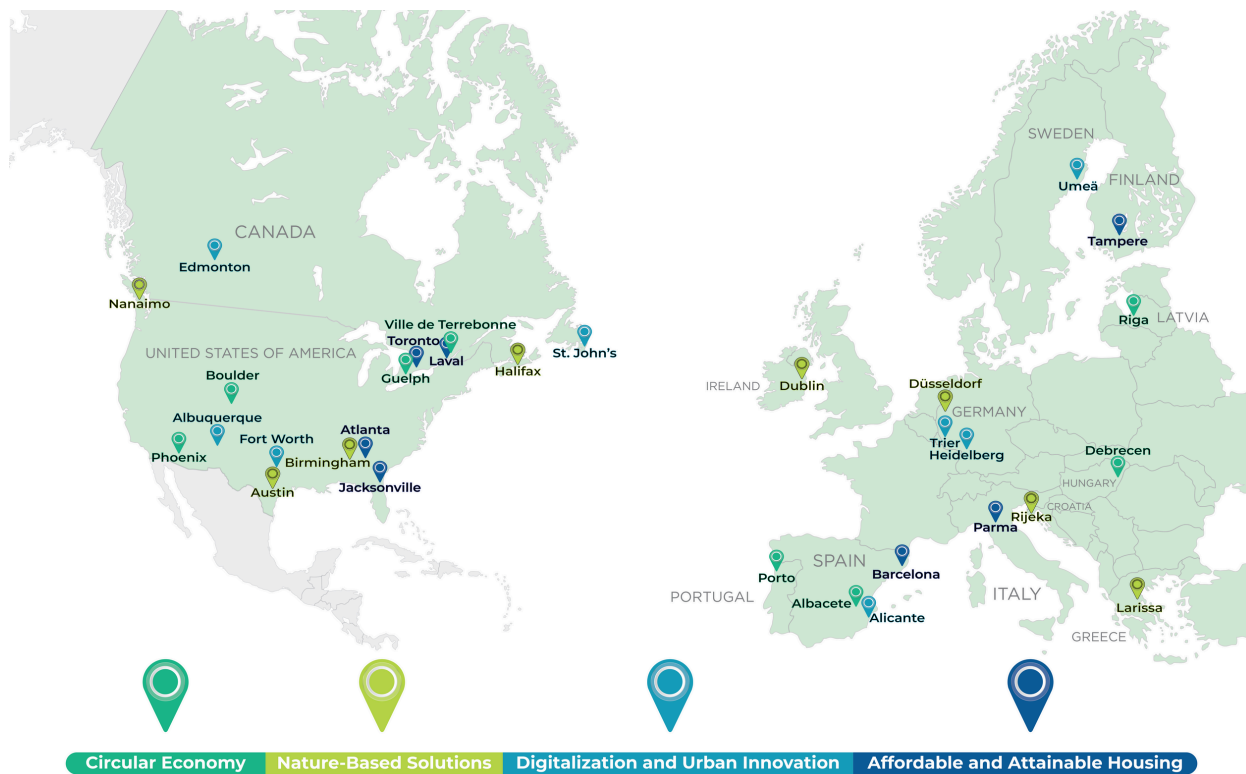 CANADA
Edmonton
Nanaimo
Ville de Terrebonne
Toronto
Laval
Guelph
Halifax
St. John's
UNITED STATES OF AMERICA
Boulder
Albuquerque
Phoenix
Fort Worth
Atlanta
Birmingham
Austin
Jacksonville
SWEDEN
Umeä
FINLAND
Tampere
Riga
LATVIA
IRELAND
Dublin
Düsseldorf
GERMANY
Trier
Heidelberg
Debrecen
HUNGARY
Rijeka
CROATIA
Parma
SPAIN
Porto
Barcelona
PORTUGAL
Albacete
Alicante
ITALY
Larissa
GREECE
Circular Economy
Nature-Based Solutions
Digitalization and Urban Innovation
Affordable and Attainable Housing